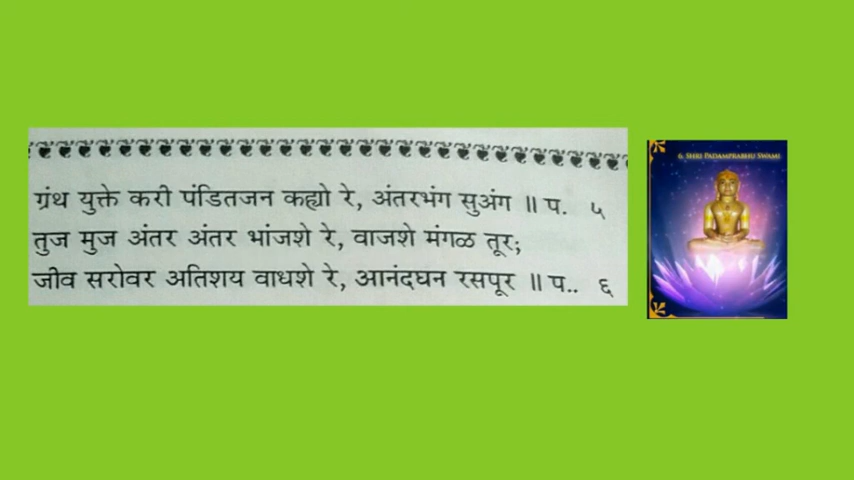 ग्रंथ युक्ते करी पंडितजन कह्यो रे, अंतरभंग सुअंग ॥ प. ५
तुज मुज अंतर अंतर भांजशे रे, वाजशे मंगळ तूर;
जीव सरोवर अतिशय वाधशे रे, आनंदघन रसपूर ॥ प.. ६
6. SHRI PADAMPRABHU SWAMI